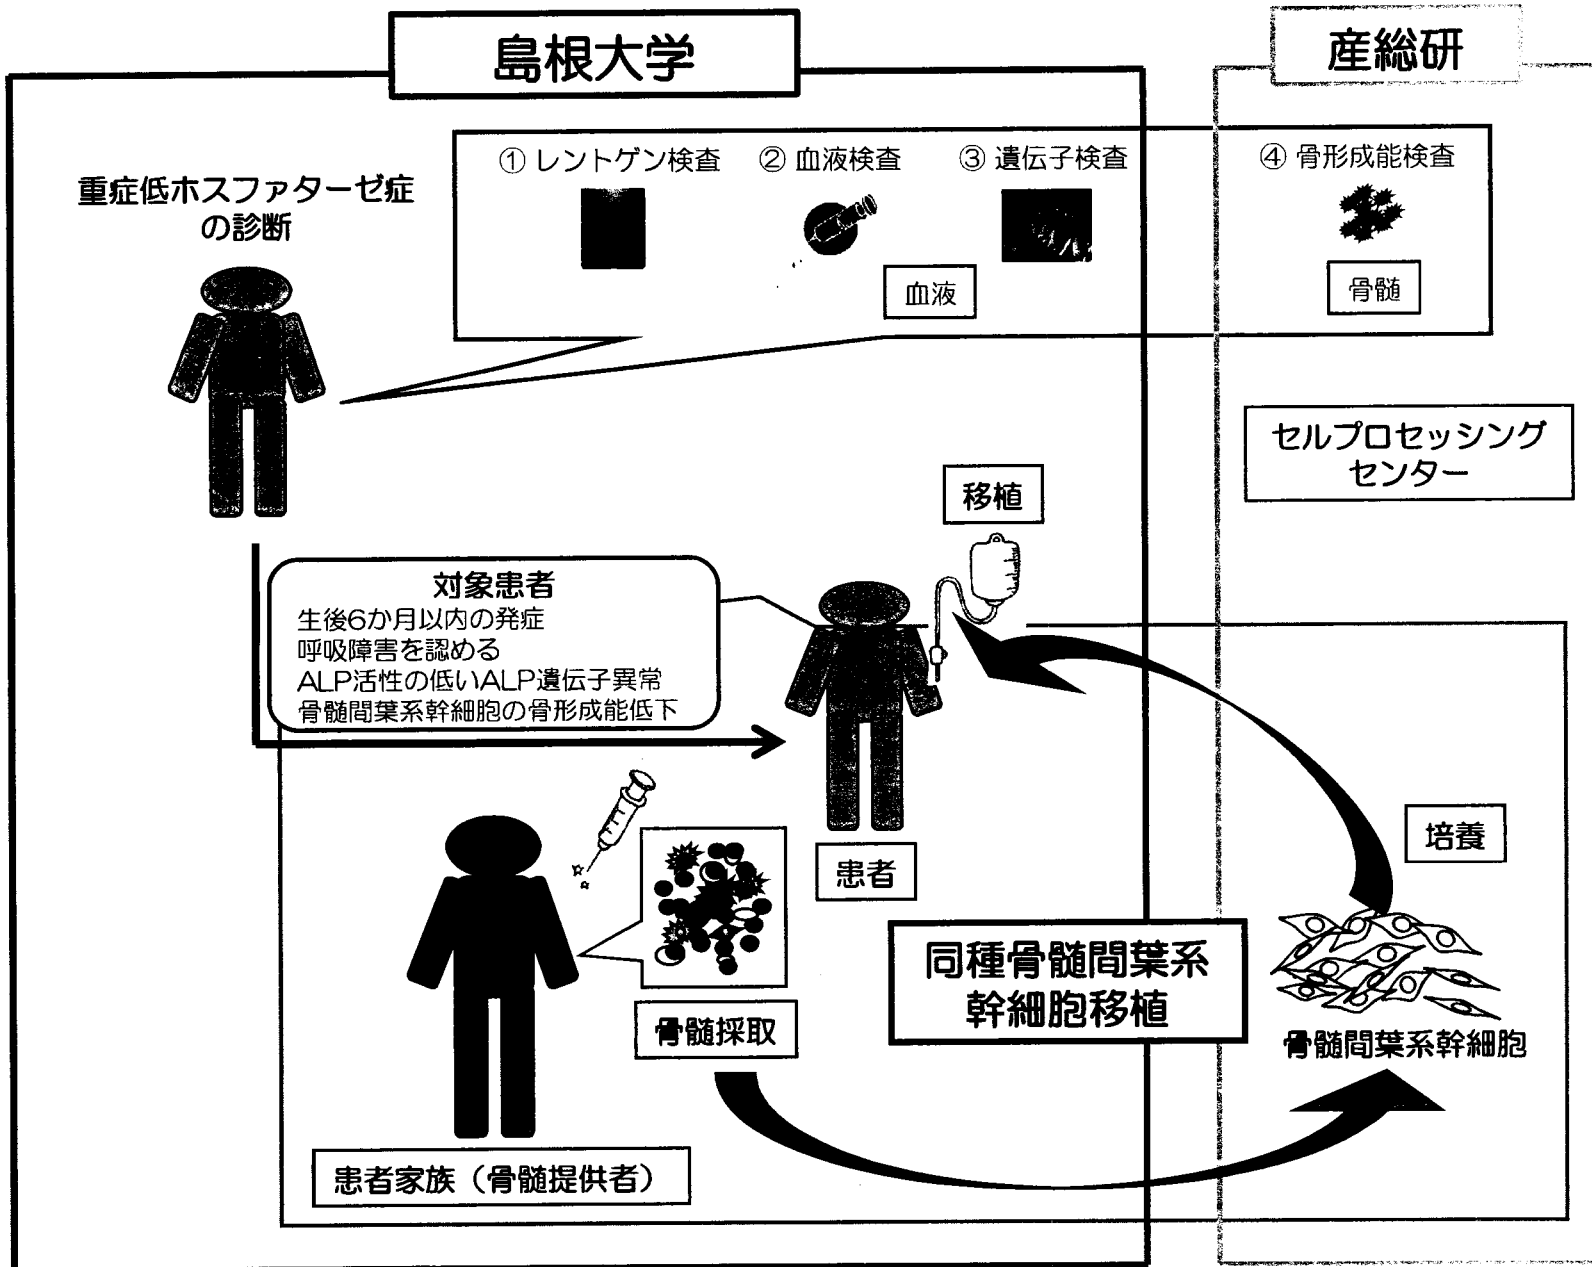 島根大学
産総研
重症低ホスファターゼ症
の診断
① レントゲン検査
② 血液検査
③ 遺伝子検査
④ 骨形成能検査
血液
骨髄
セルプロセッシング
センター
移植
対象患者
生後6か月以内の発症
呼吸障害を認める
ALP活性の低いALP遺伝子異常
骨髄間葉系幹細胞の骨形成能低下
患者
培養
同種骨髄間葉系
幹細胞移植
骨髄採取
骨髄間葉系幹細胞
患者家族（骨髄提供者）